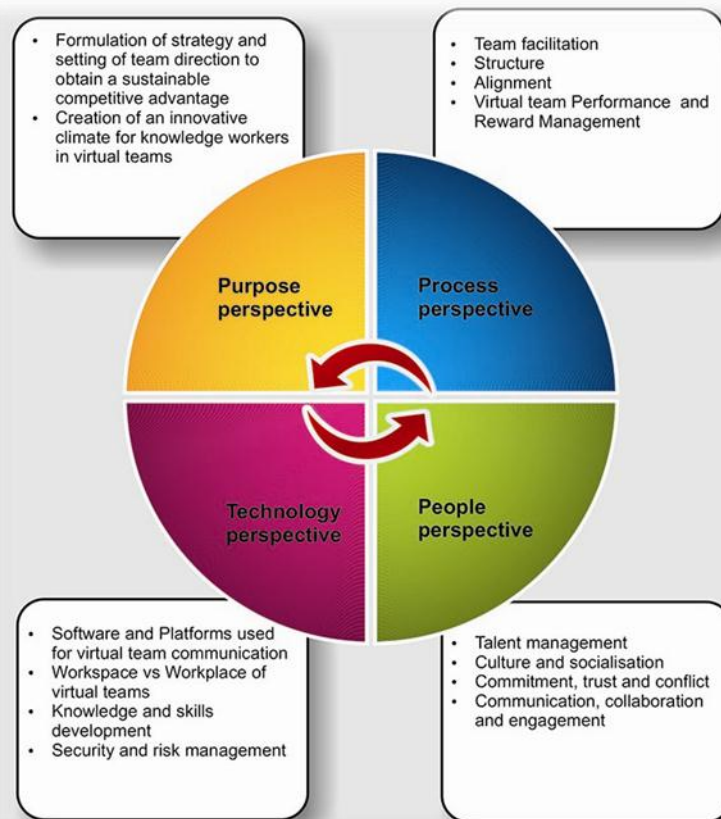 • Formulation of strategy and
setting of team direction to
obtain a sustainable
competitive advantage
• Creation of an innovative
climate for knowledge workers
in virtual teams
• Team facilitation
• Structure
• Alignment
• Virtual team Performance and
Reward Management
Purpose
perspective
Process
perspective
Technology
perspective
People
perspective
• Software and Platforms used
for virtual team communication
• Workspace vs Workplace of
virtual teams
• Knowledge and skills
development
• Security and risk management
• Talent management
• Culture and socialisation
• Commitment, trust and conflict
• Communication, collaboration
and engagement